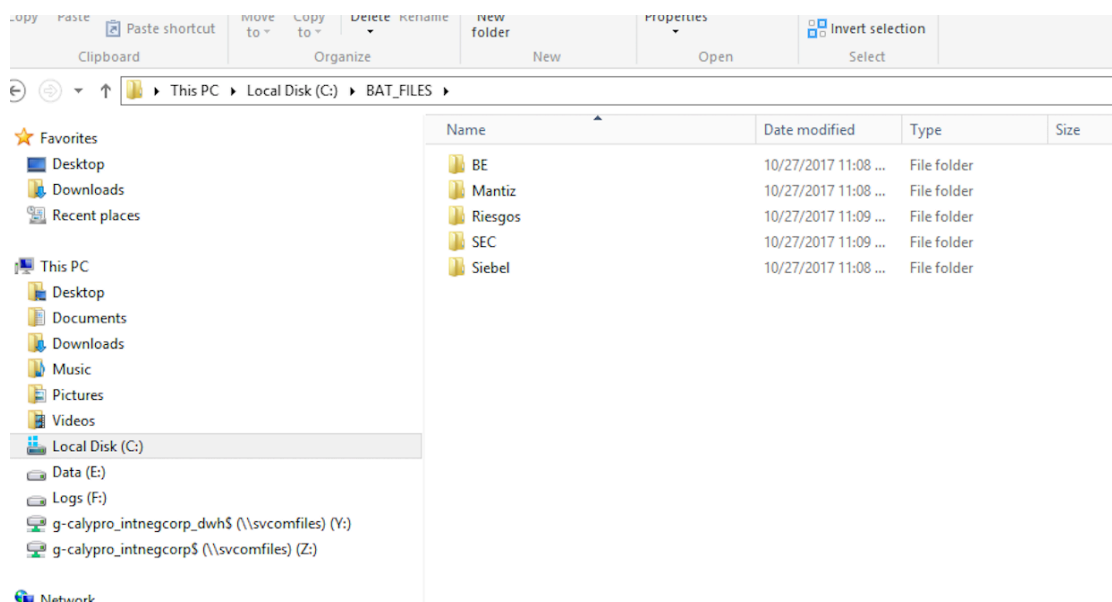 Copy Paste Move Copy Delete Rename New Properties
Paste shortcut to to folder Invert selection
Clipboard Organize New Open Select
This PC Local Disk (C:) BAT_FILES
Name Date modified Type Size
Favorites
Desktop
Downloads
Recent places
This PC
Desktop
Documents
Downloads
Music
Pictures
Videos
Local Disk (C:)
Data (E:)
Logs (F:)
g-calypro_intnegcorp_dwh$ (\\svcomfiles) (Y:)
g-calypro_intnegcorp$ (\\svcomfiles) (Z:)
Network
BE 10/27/2017 11:08 ... File folder
Mantiz 10/27/2017 11:08 ... File folder
Riesgos 10/27/2017 11:09 ... File folder
SEC 10/27/2017 11:09 ... File folder
Siebel 10/27/2017 11:08 ... File folder